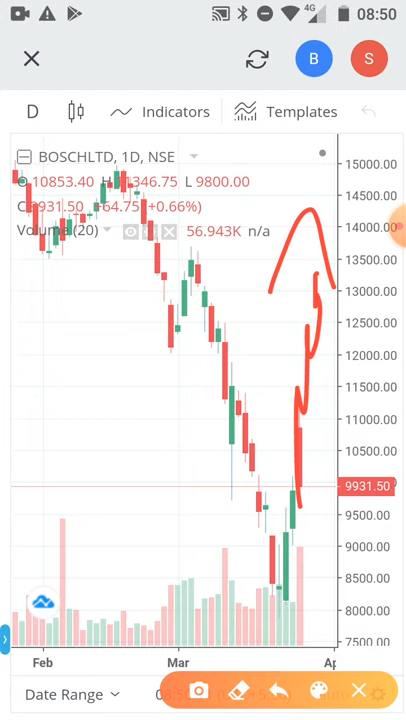 4G 08:50
B S
D Indicators Templates
BOSCHLTD, 1D, NSE
O 10853.40 H 11346.75 L 9800.00
C 9931.50 +64.75 (+0.66%)
Volume (20) 56.943K n/a
15000.00
14500.00
14000.00
13500.00
13000.00
12500.00
12000.00
11500.00
11000.00
10500.00
9931.50
9500.00
9000.00
8500.00
8000.00
7500.00
Feb Mar
Date Range